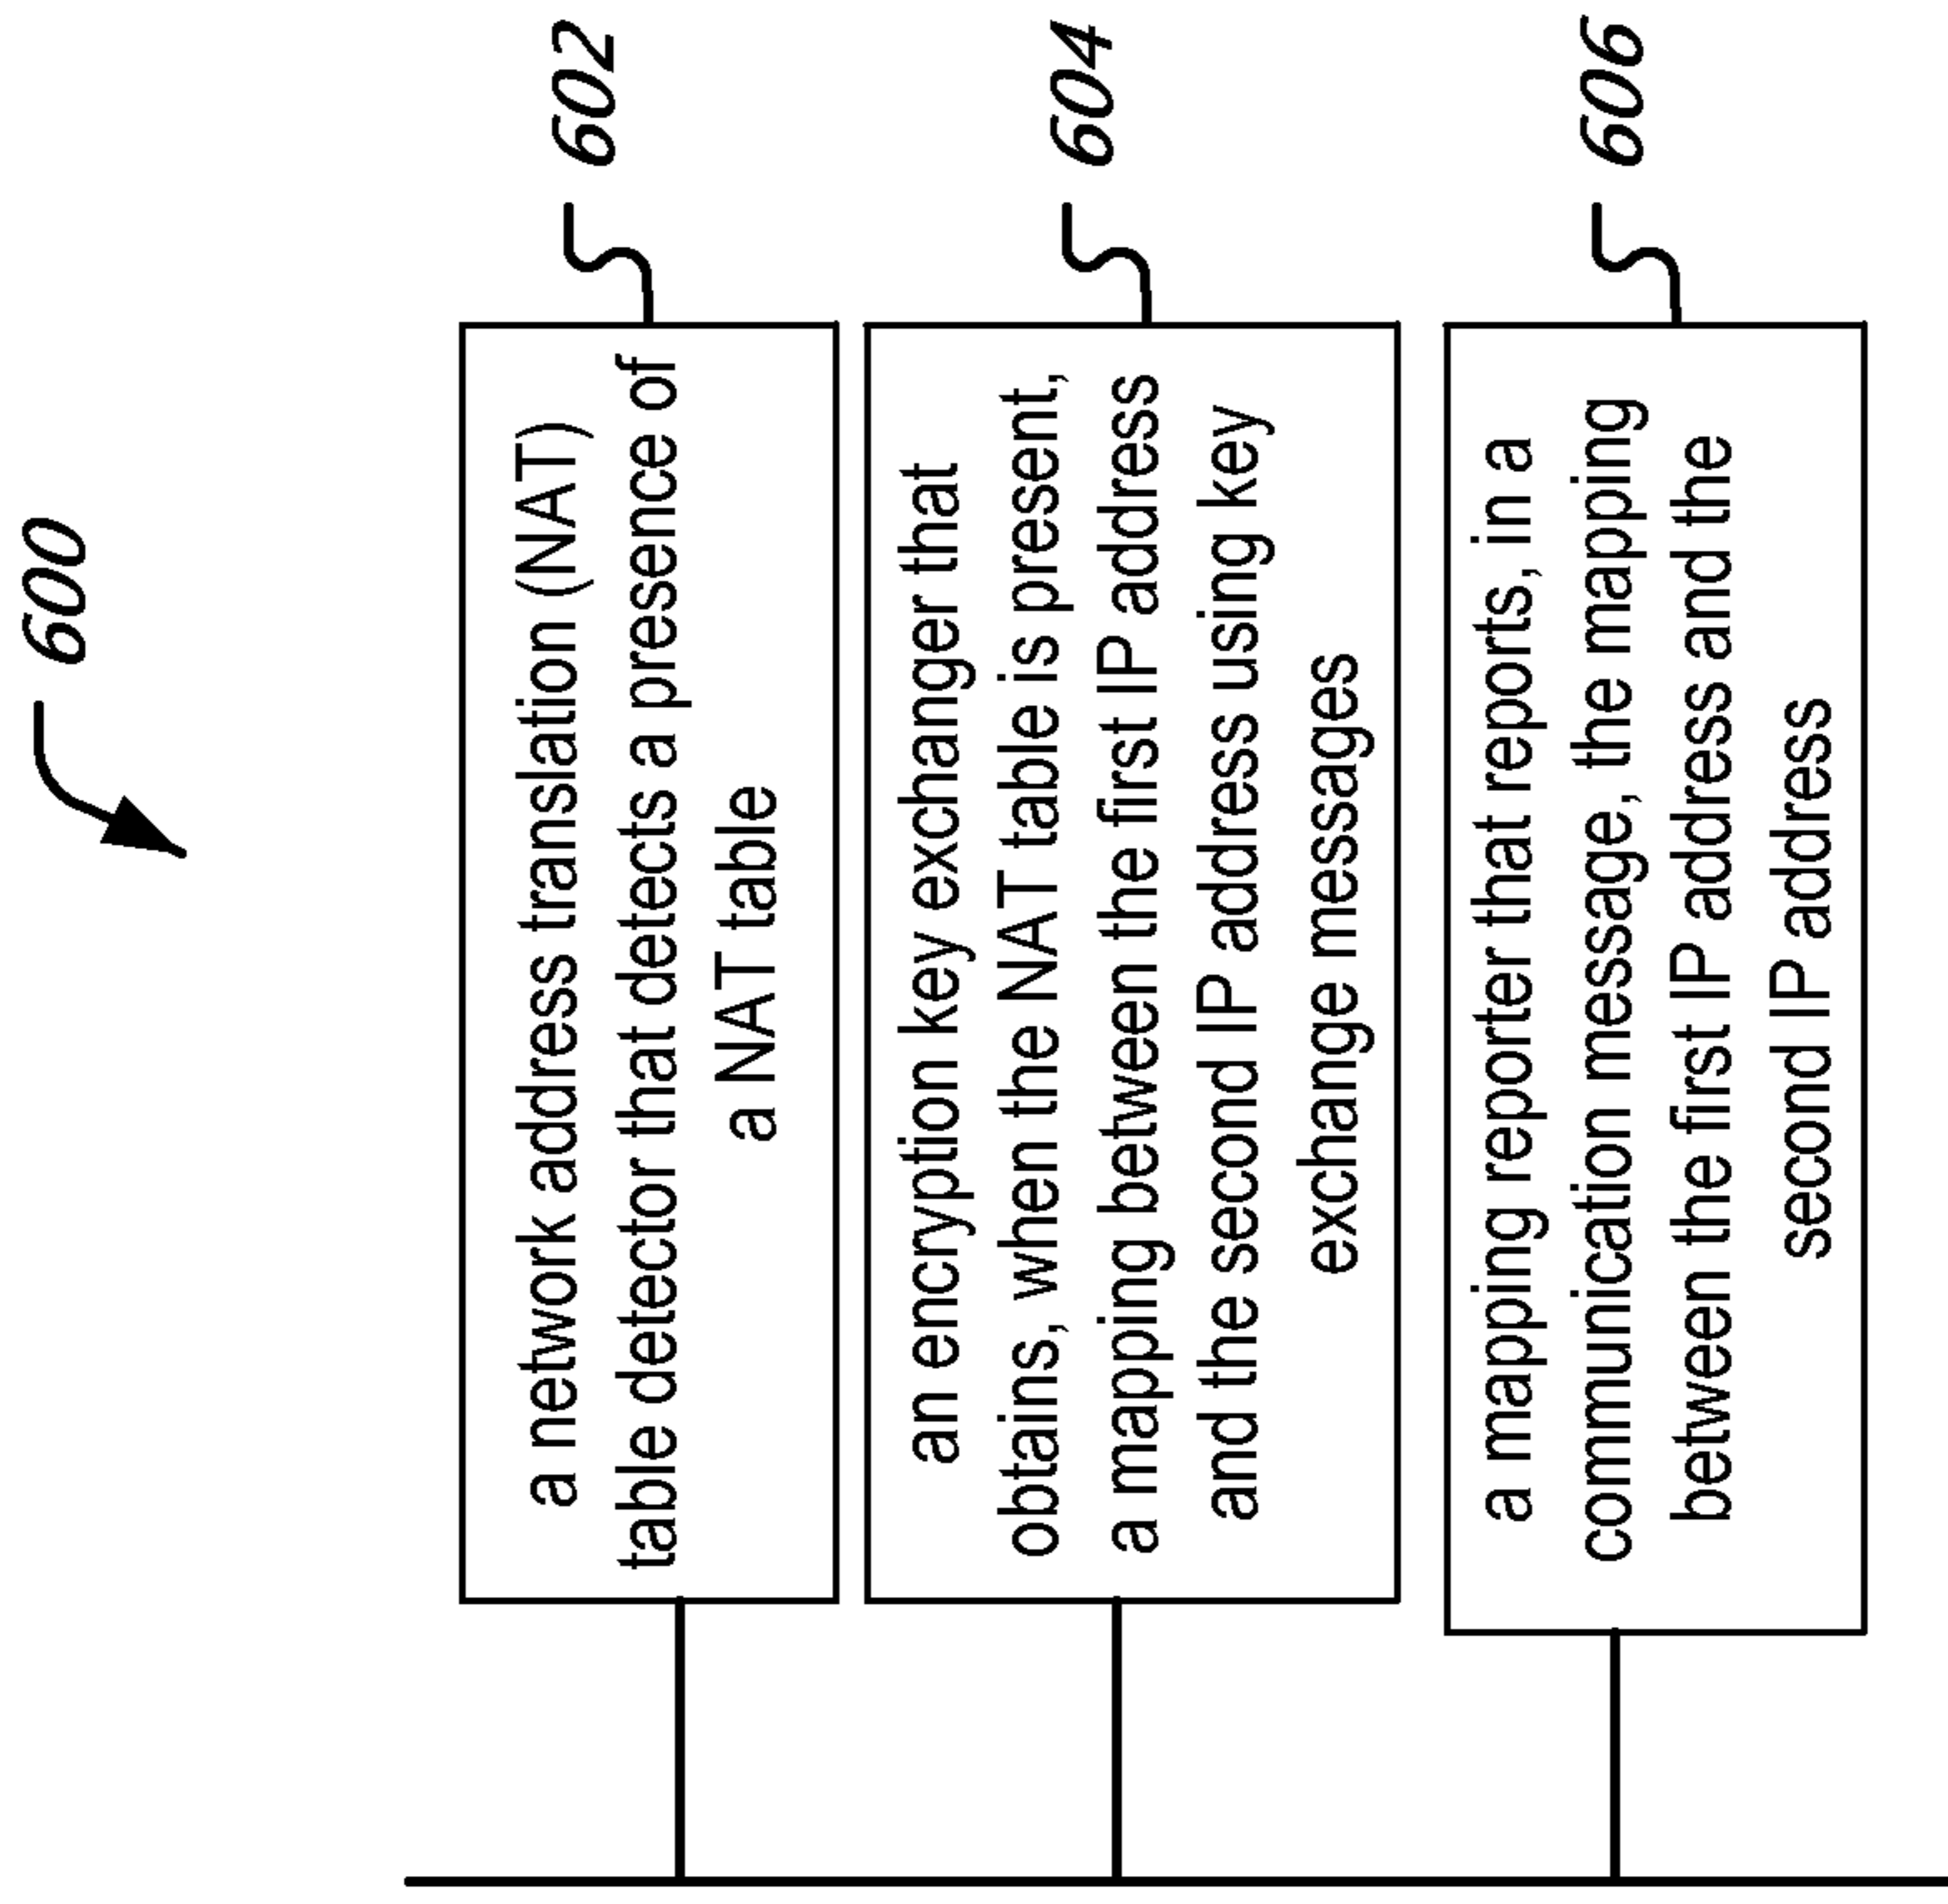 600
a network address translation (NAT)
table detector that detects a presence of
a NAT table
602
an encryption key exchanger that
obtains, when the NAT table is present,
a mapping between the first IP address
and the second IP address using key
exchange messages
604
a mapping reporter that reports, in a
communication message, the mapping
between the first IP address and the
second IP address
606